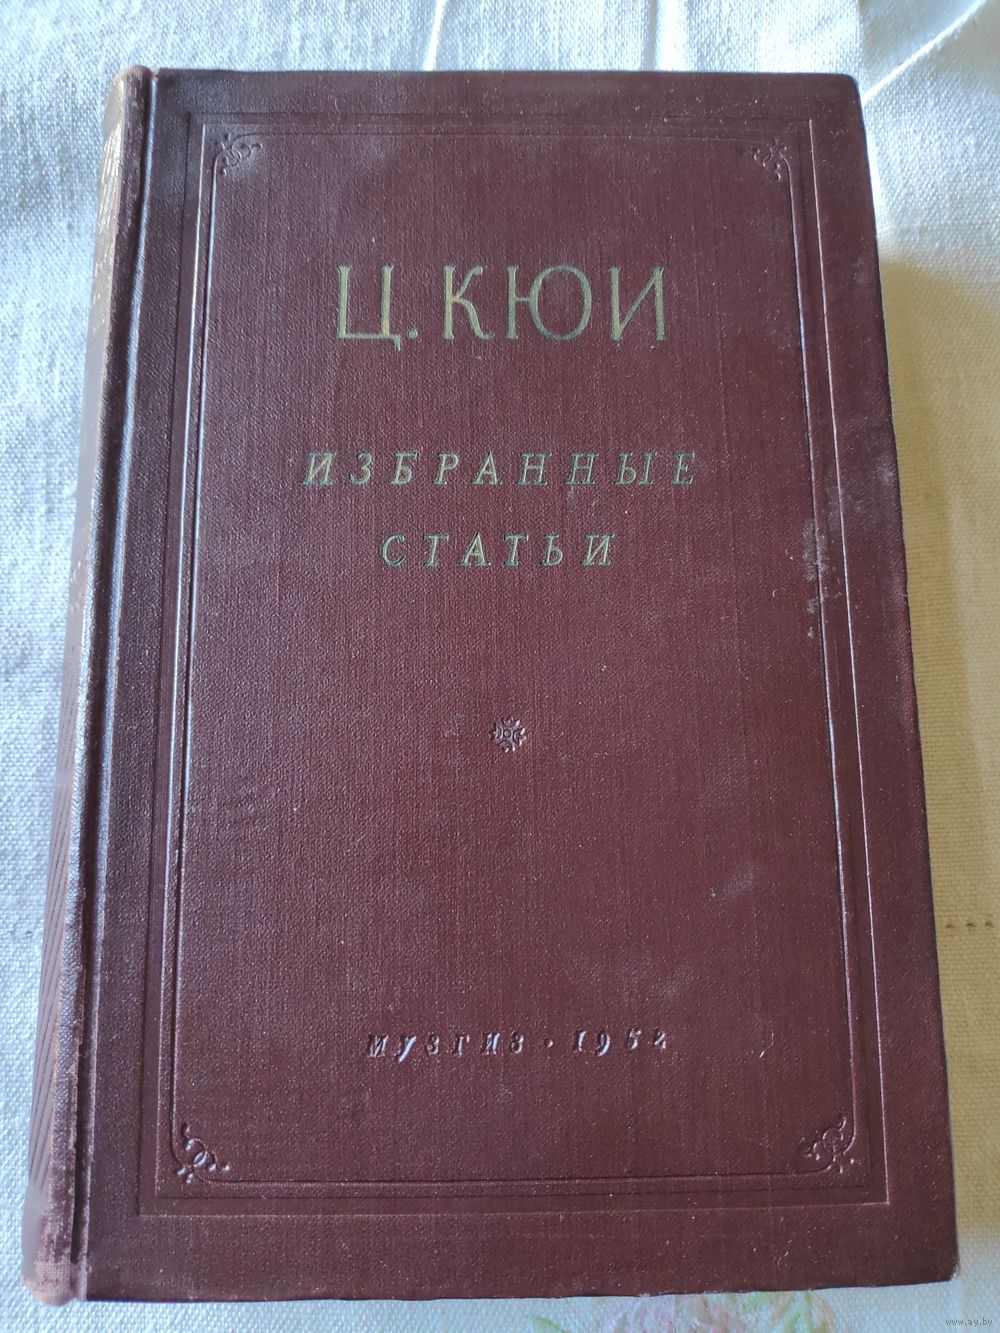 Ц. КЮИ
ИЗБРАННЫЕ
СТАТЬИ
МУЗГИЗ · 1952
www.ay.by